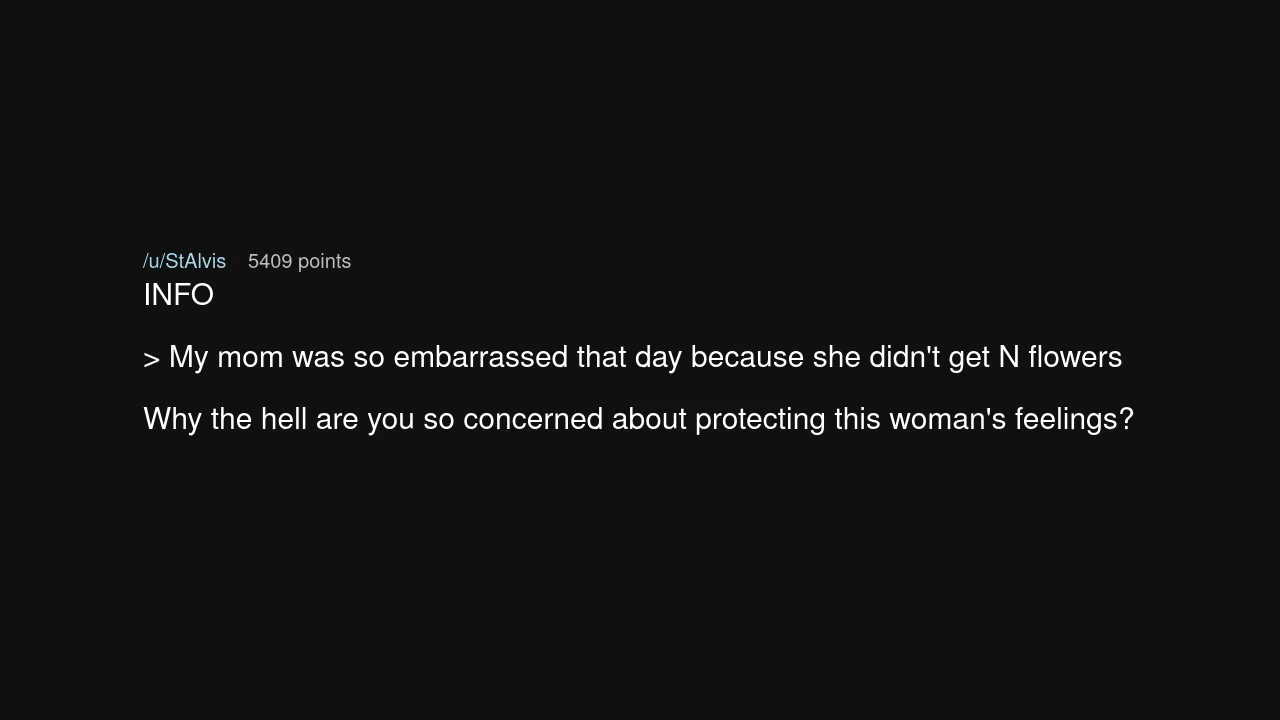 /u/StAlvis 5409 points
INFO
> My mom was so embarrassed that day because she didn't get N flowers
Why the hell are you so concerned about protecting this woman's feelings?